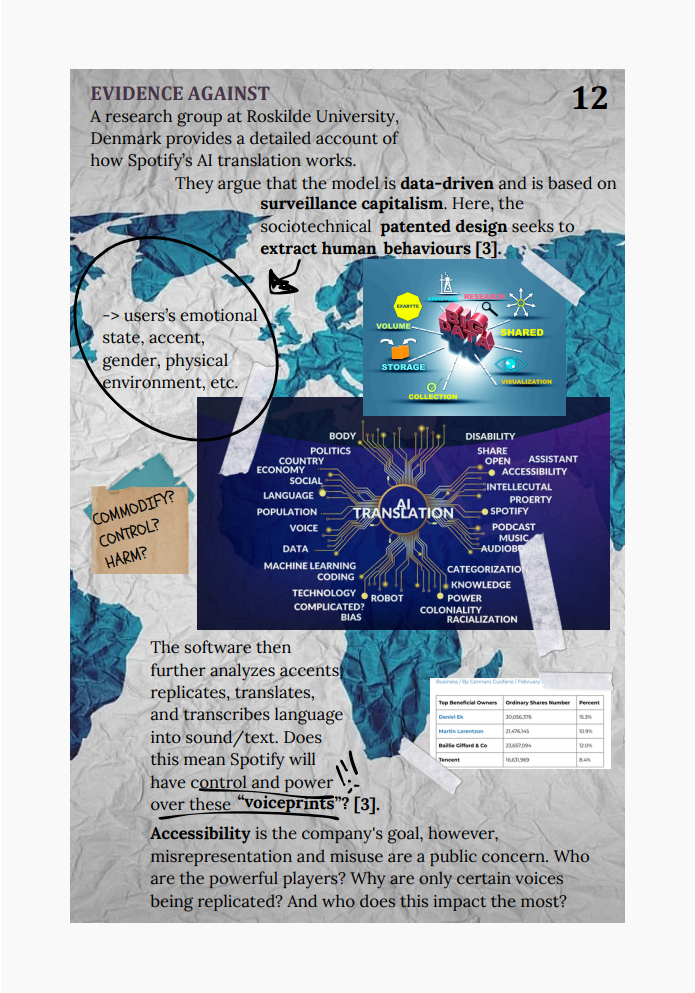 EVIDENCE AGAINST
12
A research group at Roskilde University,
Denmark provides a detailed account of
how Spotify's AI translation works.
They argue that the model is data-driven and is based on
surveillance capitalism. Here, the
sociotechnical patented design seeks to
extract human behaviours [3].
-> users's emotional
state, accent,
gender, physical
environment, etc.
RESEARCH
EXABYTE
VOLUME
BIG
DATA
SHARED
STORAGE
VISUALIZATION
COLLECTION
BODY
POLITICS
COUNTRY
ECONOMY
SOCIAL
LANGUAGE
POPULATION
VOICE
DATA
MACHINE LEARNING
CODING
TECHNOLOGY
COMPLICATED?
BIAS
ROBOT
AI
TRANSLATION
DISABILITY
SHARE
OPEN
ASSISTANT
ACCESSIBILITY
INTELLECUTAL
PROERTY
SPOTIFY
PODCAST
MUSIC
AUDIOBO
CATEGORIZATIO
KNOWLEDGE
POWER
COLONIALITY
RACIALIZATION
COMMODIFY?
CONTROL?
HARM?
The software then
further analyzes accents,
replicates, translates,
and transcribes language
into sound/text. Does
this mean Spotify will
have control and power !!!
over these "voiceprints"? [3].
Business / By Gennaro Cuofano / February
Top Beneficial Owners Ordinary Shares Number Percent
Daniel Ek 30,056,376 15.3%
Martin Lorentzon 21,476,145 10.9%
Baillie Gifford & Co 23,657,094 12.0%
Tencent 16,631,969 8.4%
Accessibility is the company's goal, however,
misrepresentation and misuse are a public concern. Who
are the powerful players? Why are only certain voices
being replicated? And who does this impact the most?